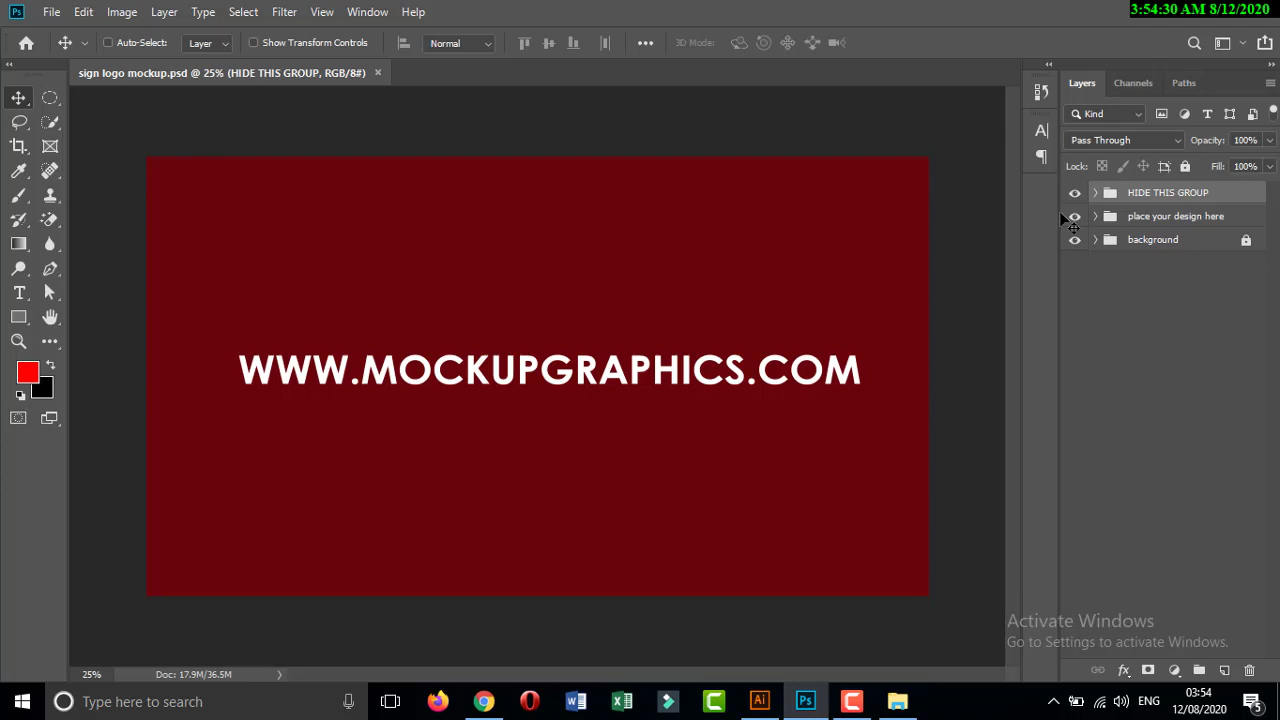 3:54:30 AM 8/12/2020
Ps File Edit Image Layer Type Select Filter View Window Help
Auto-Select: Layer Show Transform Controls Normal 3D Mode:
sign logo mockup.psd @ 25% (HIDE THIS GROUP, RGB/8#) ×
Layers Channels Paths
Kind
Pass Through Opacity: 100%
Lock: Fill: 100%
HIDE THIS GROUP
place your design here
background
WWW.MOCKUPGRAPHICS.COM
Activate Windows
Go to Settings to activate Windows.
25% Doc: 17.9M/36.5M
Type here to search
Ai Ps ENG 03:54
12/08/2020 5